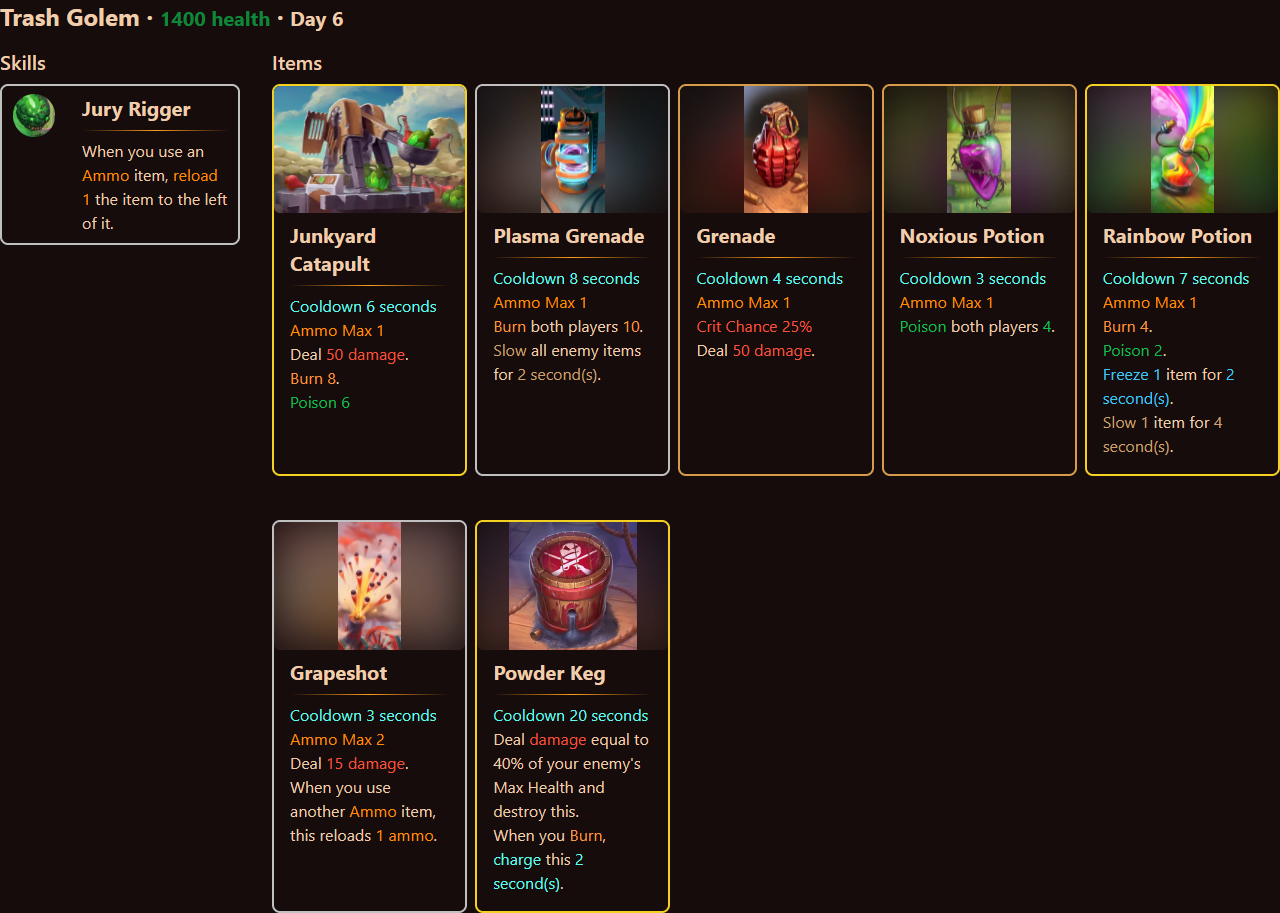 Trash Golem · 1400 health · Day 6
Skills
Items
Jury Rigger
When you use an
Ammo item, reload
1 the item to the left
of it.
Junkyard
Catapult
Cooldown 6 seconds
Ammo Max 1
Deal 50 damage.
Burn 8.
Poison 6
Plasma Grenade
Cooldown 8 seconds
Ammo Max 1
Burn both players 10.
Slow all enemy items
for 2 second(s).
Grenade
Cooldown 4 seconds
Ammo Max 1
Crit Chance 25%
Deal 50 damage.
Noxious Potion
Cooldown 3 seconds
Ammo Max 1
Poison both players 4.
Rainbow Potion
Cooldown 7 seconds
Ammo Max 1
Burn 4.
Poison 2.
Freeze 1 item for 2
second(s).
Slow 1 item for 4
second(s).
Grapeshot
Cooldown 3 seconds
Ammo Max 2
Deal 15 damage.
When you use
another Ammo item,
this reloads 1 ammo.
Powder Keg
Cooldown 20 seconds
Deal damage equal to
40% of your enemy's
Max Health and
destroy this.
When you Burn,
charge this 2
second(s).